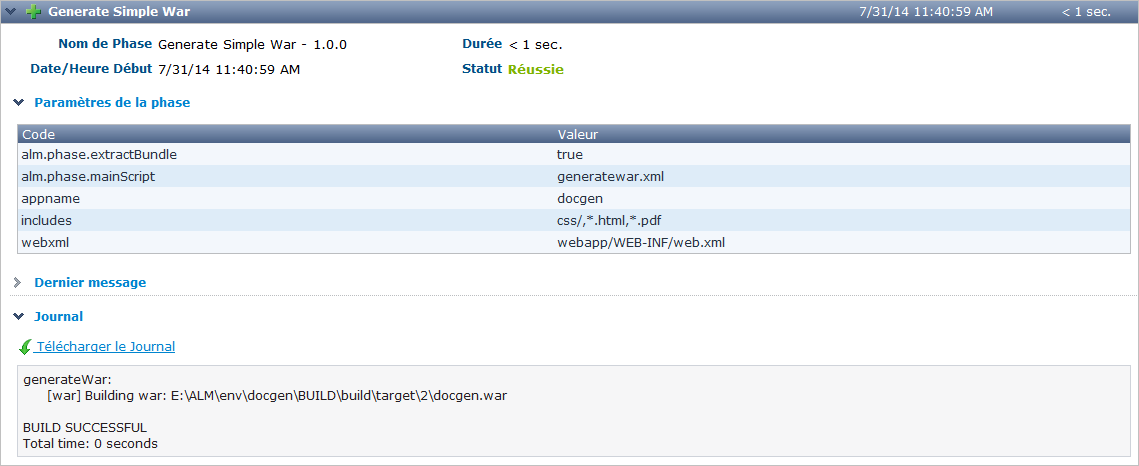 Generate Simple War 7/31/14 11:40:59 AM < 1 sec.
Nom de Phase Generate Simple War - 1.0.0 Durée < 1 sec.
Date/Heure Début 7/31/14 11:40:59 AM Statut Réussie
Paramètres de la phase
Code Valeur
alm.phase.extractBundle true
alm.phase.mainScript generatewar.xml
appname docgen
includes css/,*.html,*.pdf
webxml webapp/WEB-INF/web.xml
Dernier message
Journal
Télécharger le Journal
generateWar:
[war] Building war: E:\ALM\env\docgen\BUILD\build\target\2\docgen.war
BUILD SUCCESSFUL
Total time: 0 seconds